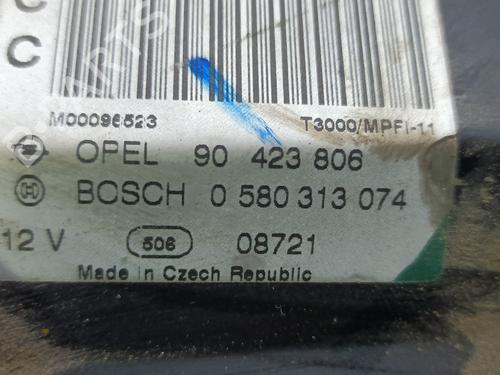 C
C
M00096523 T3000/MPFI-11
OPEL 90 423 806
BOSCH 0 580 313 074
12 V 506 08721
Made in Czech Republic